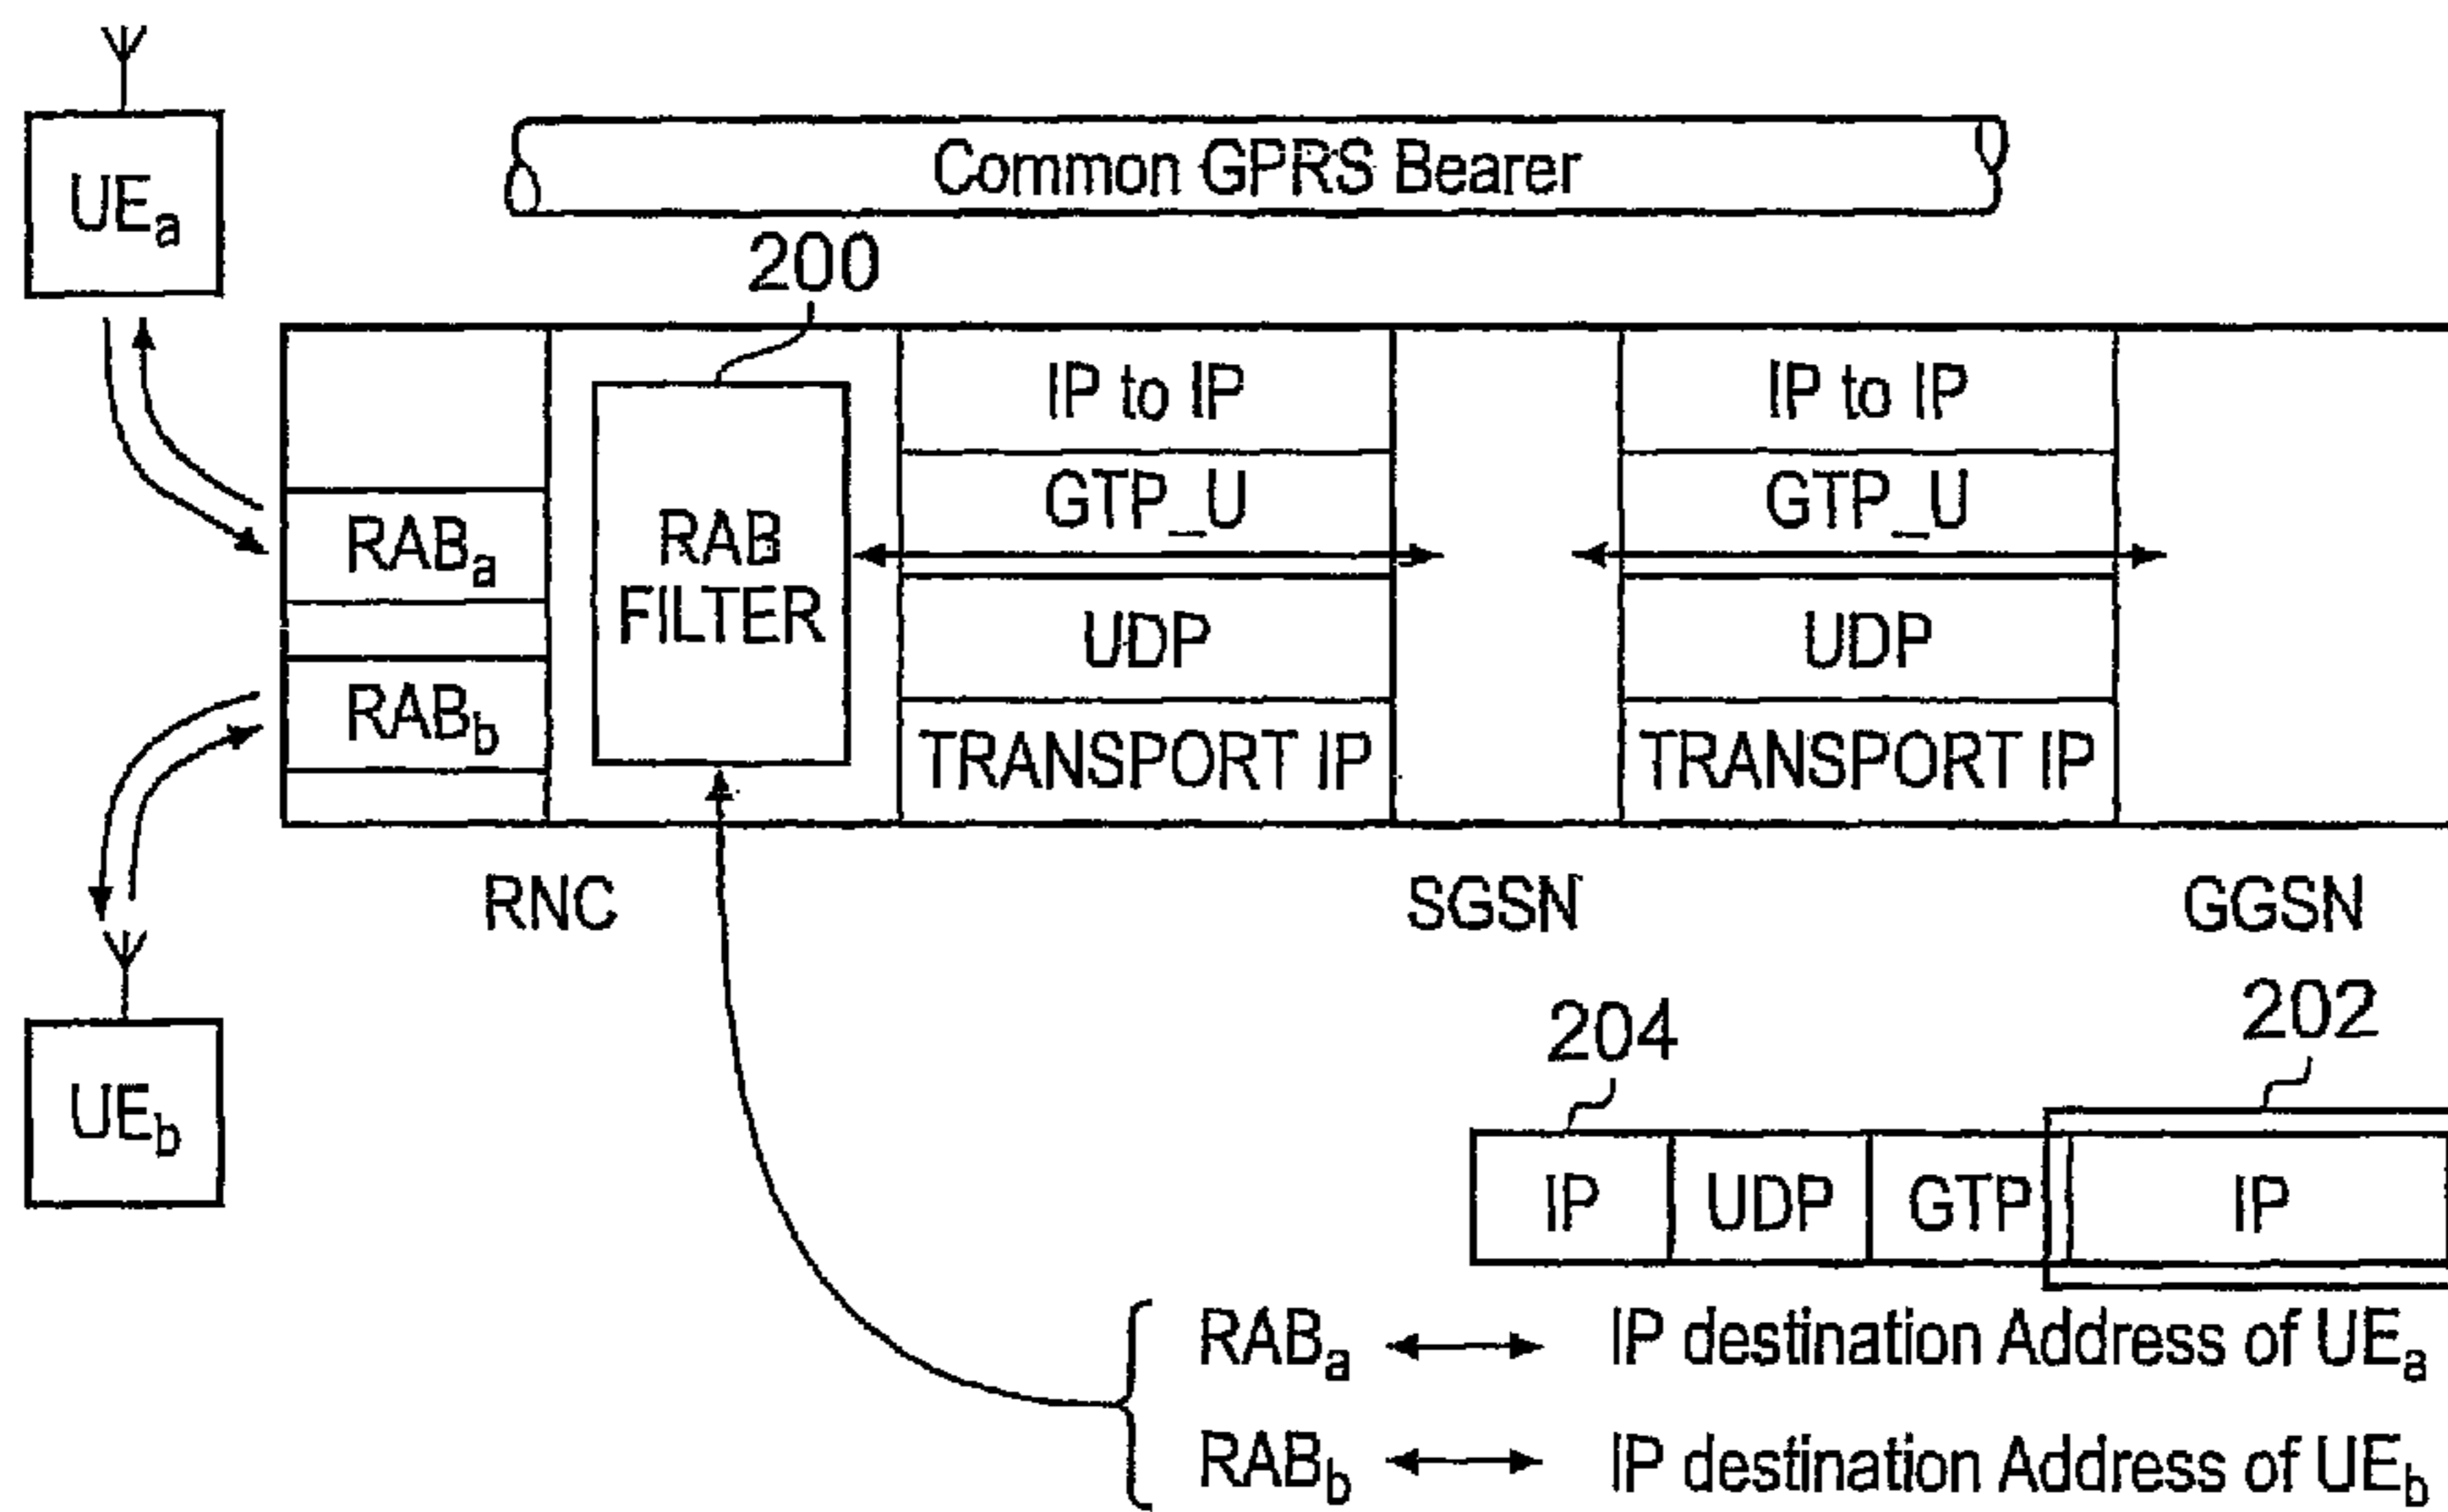 UEa
Common GPRS Bearer
200
IP to IP
IP to IP
GTP_U
GTP_U
RABa
RAB
FILTER
UDP
UDP
RABb
TRANSPORT IP
TRANSPORT IP
RNC
SGSN
GGSN
204
202
UEb
IP UDP GTP IP
RABa IP destination Address of UEa
RABb IP destination Address of UEb